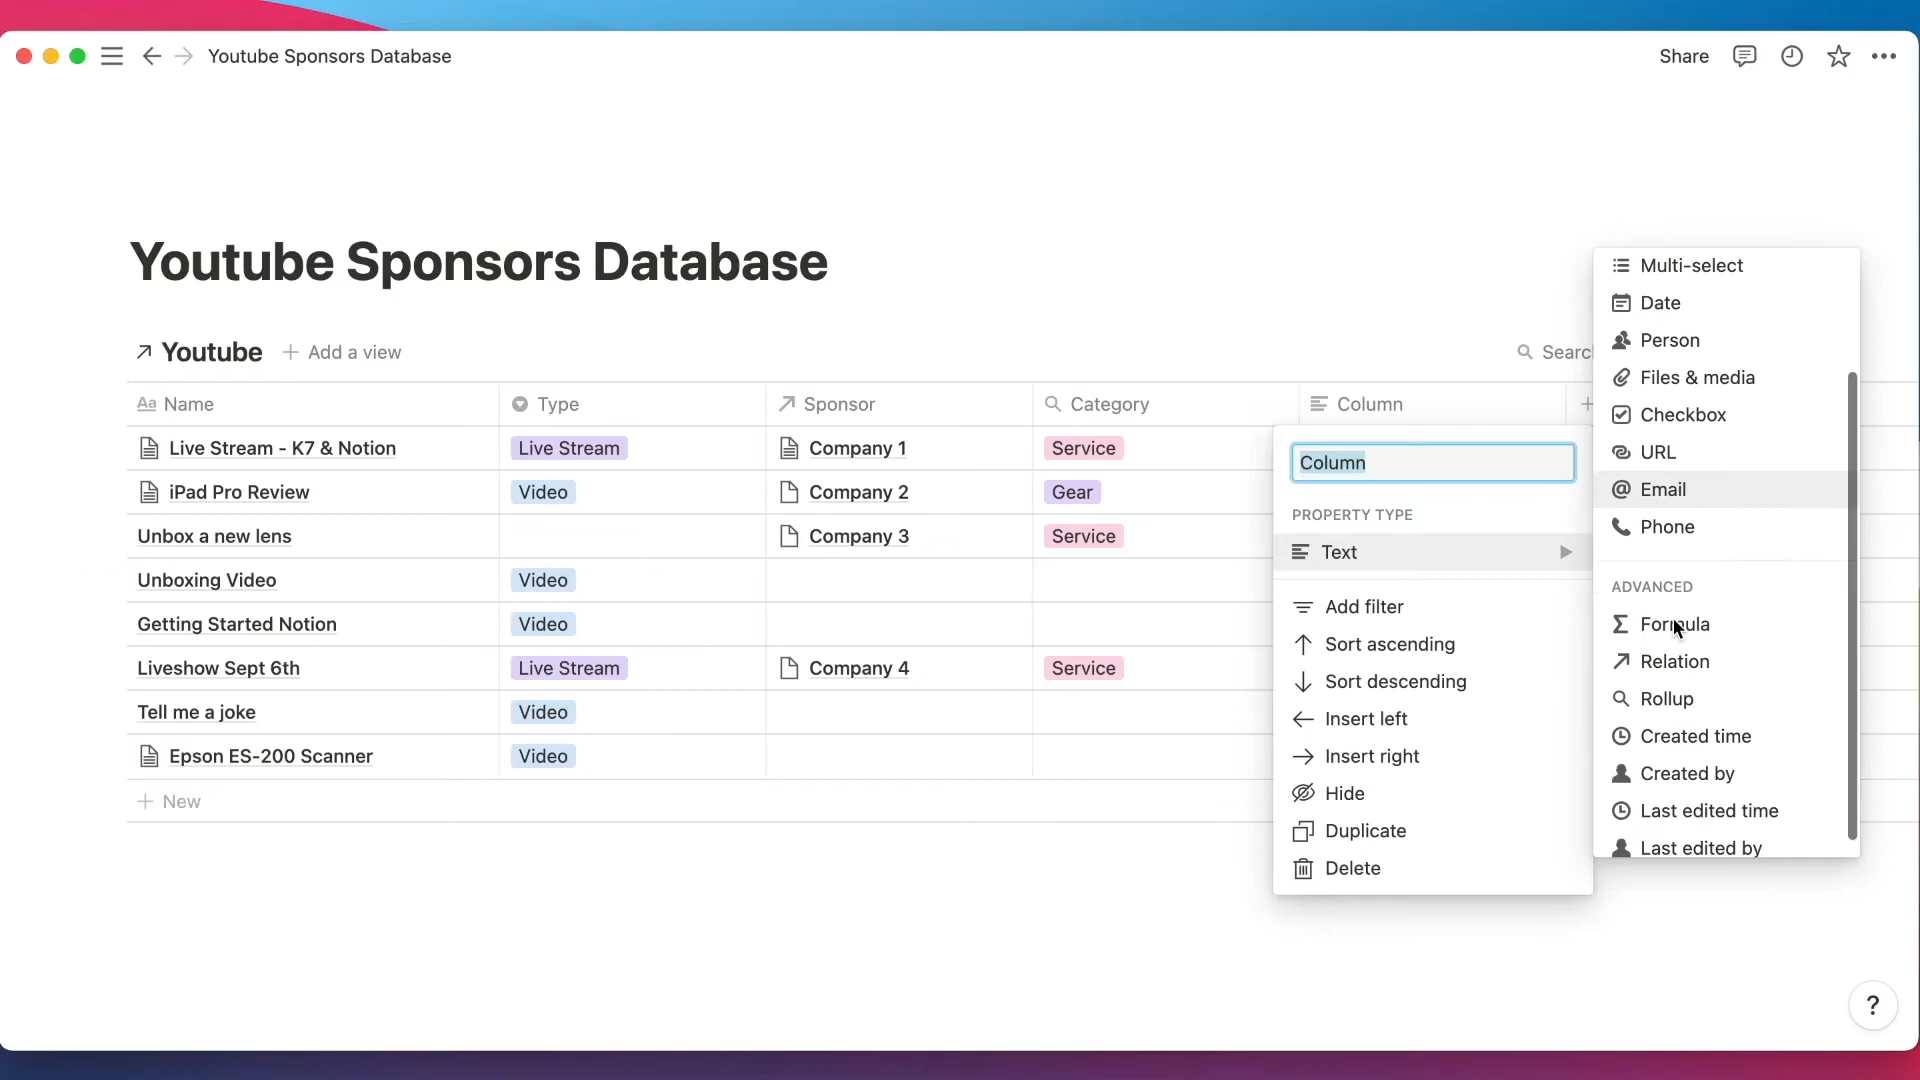 Youtube Sponsors Database
Share
Youtube Sponsors Database
Youtube
Add a view
Searc
Aa Name
Type
Sponsor
Category
Column
Live Stream - K7 & Notion
Live Stream
Company 1
Service
iPad Pro Review
Video
Company 2
Gear
Unbox a new lens
Company 3
Service
Unboxing Video
Video
Getting Started Notion
Video
Liveshow Sept 6th
Live Stream
Company 4
Service
Tell me a joke
Video
Epson ES-200 Scanner
Video
New
Column
PROPERTY TYPE
Text
Add filter
Sort ascending
Sort descending
Insert left
Insert right
Hide
Duplicate
Delete
Multi-select
Date
Person
Files & media
Checkbox
URL
Email
Phone
ADVANCED
Formula
Relation
Rollup
Created time
Created by
Last edited time
Last edited by
?